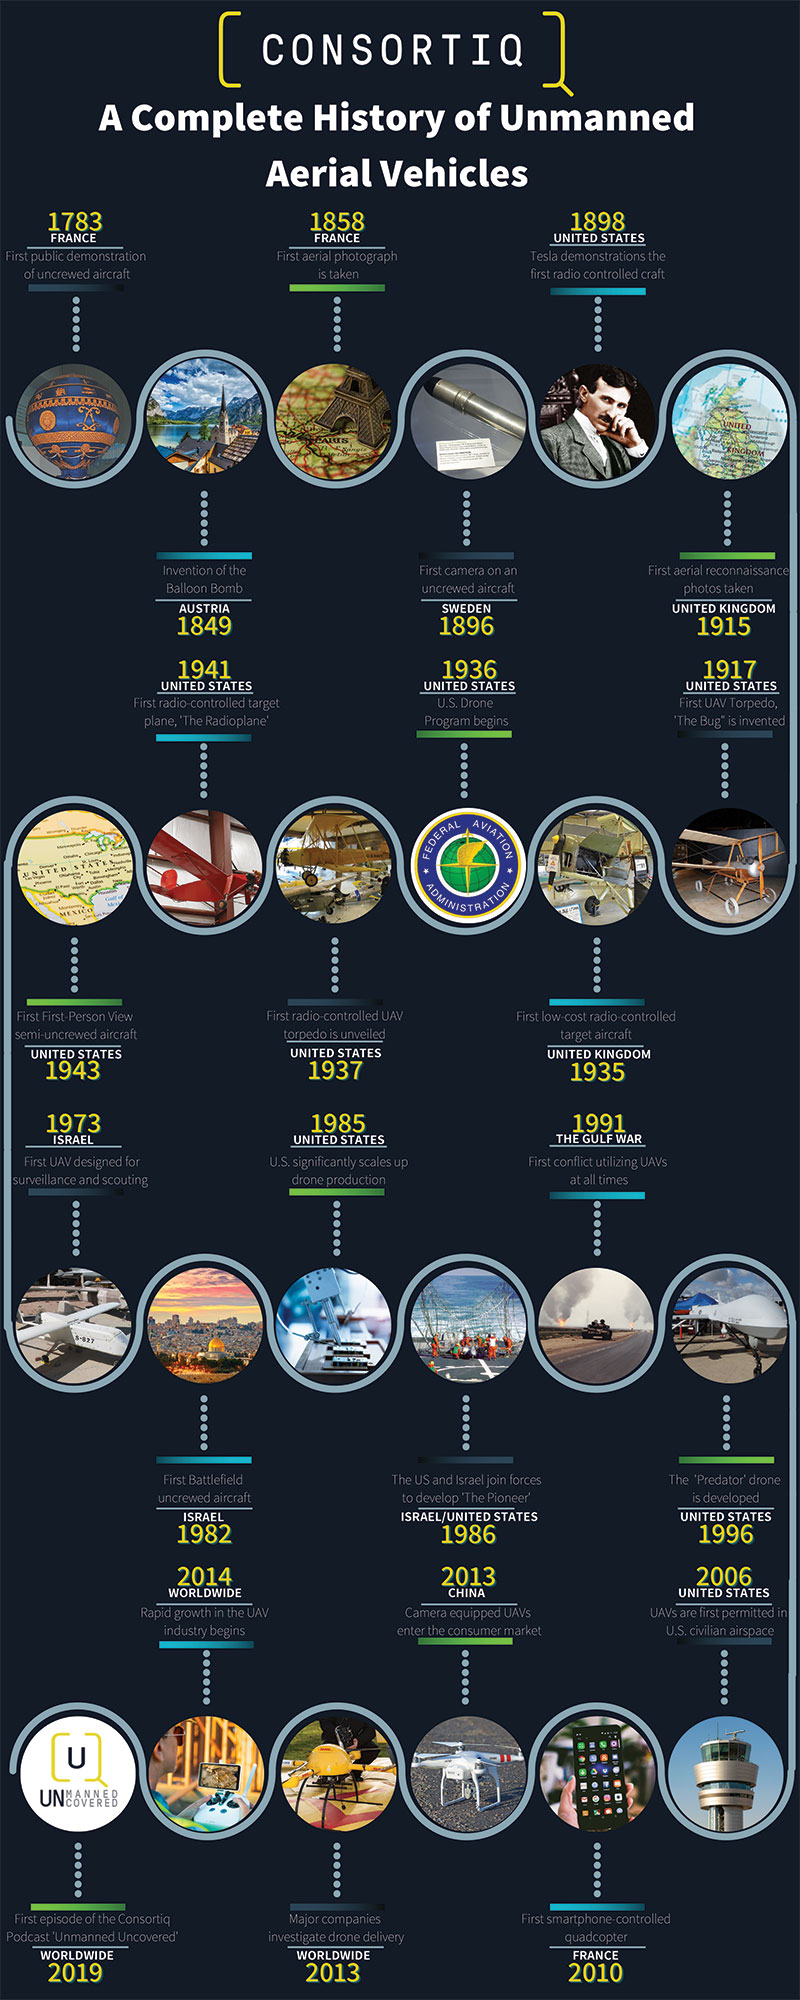 CONSORTIQ
A Complete History of Unmanned
Aerial Vehicles
1783
FRANCE
First public demonstration
of uncrewed aircraft
1858
FRANCE
First aerial photograph
is taken
1898
UNITED STATES
Tesla demonstrations the
first radio controlled craft
PARIS
UNITED
KINGDOM
Invention of the
Balloon Bomb
AUSTRIA
1849
First camera on an
uncrewed aircraft
SWEDEN
1896
First aerial reconnaissance
photos taken
UNITED KINGDOM
1915
1941
UNITED STATES
First radio-controlled target
plane, 'The Radioplane'
1936
UNITED STATES
U.S. Drone
Program begins
1917
UNITED STATES
First UAV Torpedo,
'The Bug" is invented
UNITED STATES
MEXICO
FEDERAL AVIATION
ADMINISTRATION
First First-Person View
semi-uncrewed aircraft
UNITED STATES
1943
First radio-controlled UAV
torpedo is unveiled
UNITED STATES
1937
First low-cost radio-controlled
target aircraft
UNITED KINGDOM
1935
1973
ISRAEL
First UAV designed for
surveillance and scouting
1985
UNITED STATES
U.S. significantly scales up
drone production
1991
THE GULF WAR
First conflict utilizing UAVs
at all times
S-827
First Battlefield
uncrewed aircraft
ISRAEL
1982
The US and Israel join forces
to develop 'The Pioneer'
ISRAEL/UNITED STATES
1986
The 'Predator' drone
is developed
UNITED STATES
1996
2014
WORLDWIDE
Rapid growth in the UAV
industry begins
2013
CHINA
Camera equipped UAVs
enter the consumer market
2006
UNITED STATES
UAVs are first permitted in
U.S. civilian airspace
U
UNMANNED
UNCOVERED
First episode of the Consortiq
Podcast 'Unmanned Uncovered'
WORLDWIDE
2019
Major companies
investigate drone delivery
WORLDWIDE
2013
First smartphone-controlled
quadcopter
FRANCE
2010